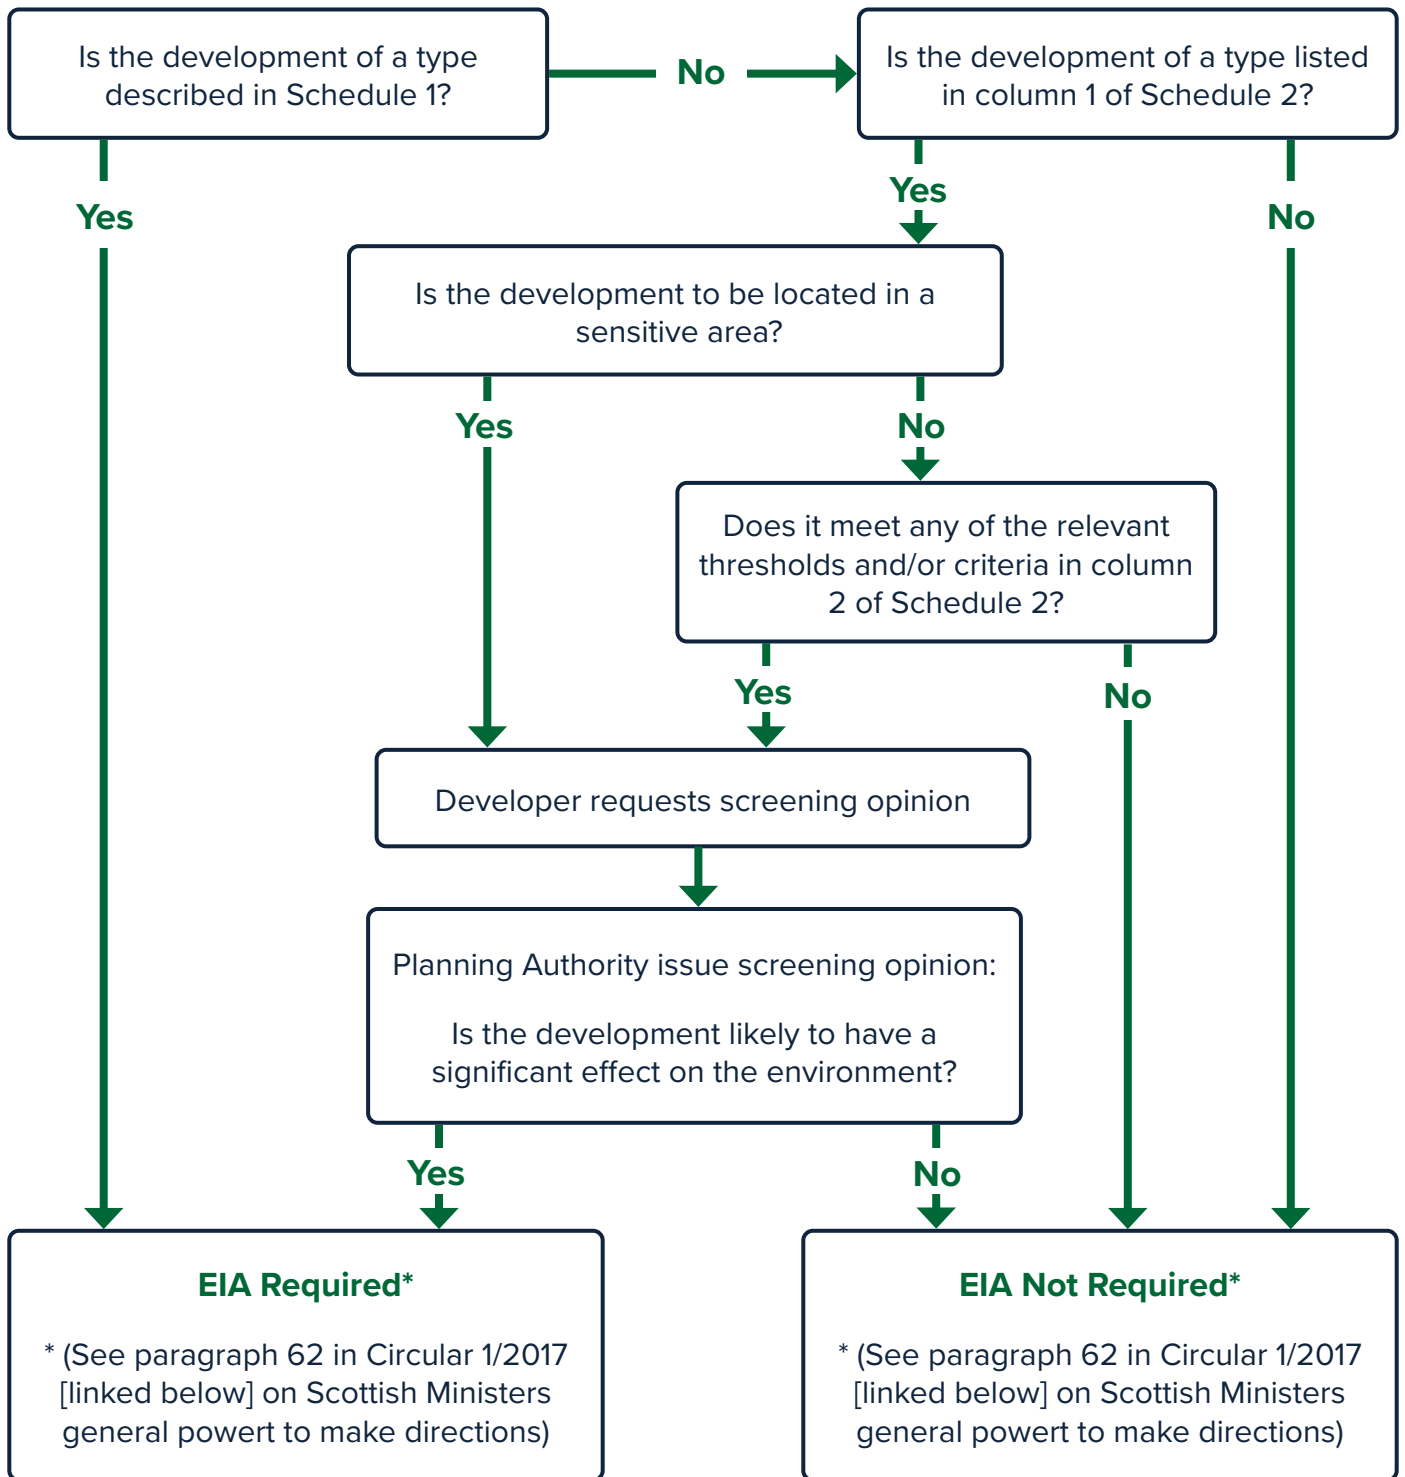 Is the development of a type
described in Schedule 1?
No
Is the development of a type listed
in column 1 of Schedule 2?
Yes
Yes
No
Is the development to be located in a
sensitive area?
Yes
No
Does it meet any of the relevant
thresholds and/or criteria in column
2 of Schedule 2?
Yes
No
Developer requests screening opinion
Planning Authority issue screening opinion:
Is the development likely to have a
significant effect on the environment?
Yes
No
EIA Required*
* (See paragraph 62 in Circular 1/2017
[linked below] on Scottish Ministers
general powert to make directions)
EIA Not Required*
* (See paragraph 62 in Circular 1/2017
[linked below] on Scottish Ministers
general powert to make directions)